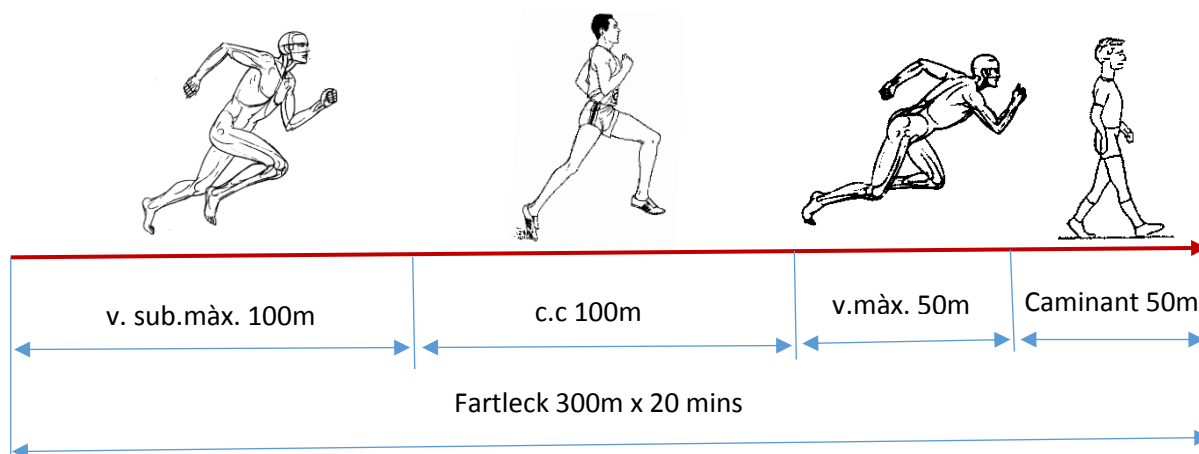 v. sub.màx. 100m
c.c 100m
v.màx. 50m
Caminant 50m
Fartleck 300m x 20 mins